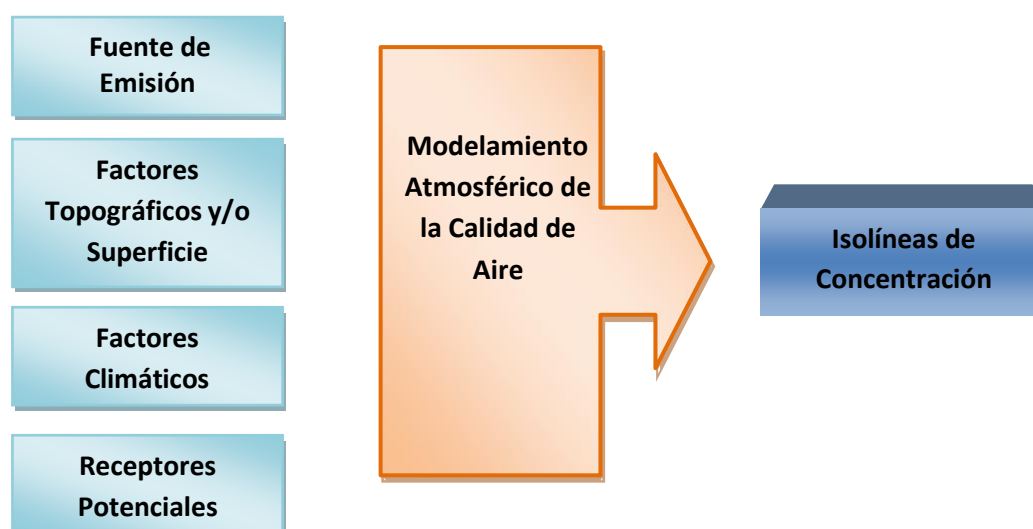 Fuente de
Emisión
Factores
Topográficos y/o
Superficie
Factores
Climáticos
Receptores
Potenciales
Modelamiento
Atmosférico de
la Calidad de
Aire
Isolíneas de
Concentración